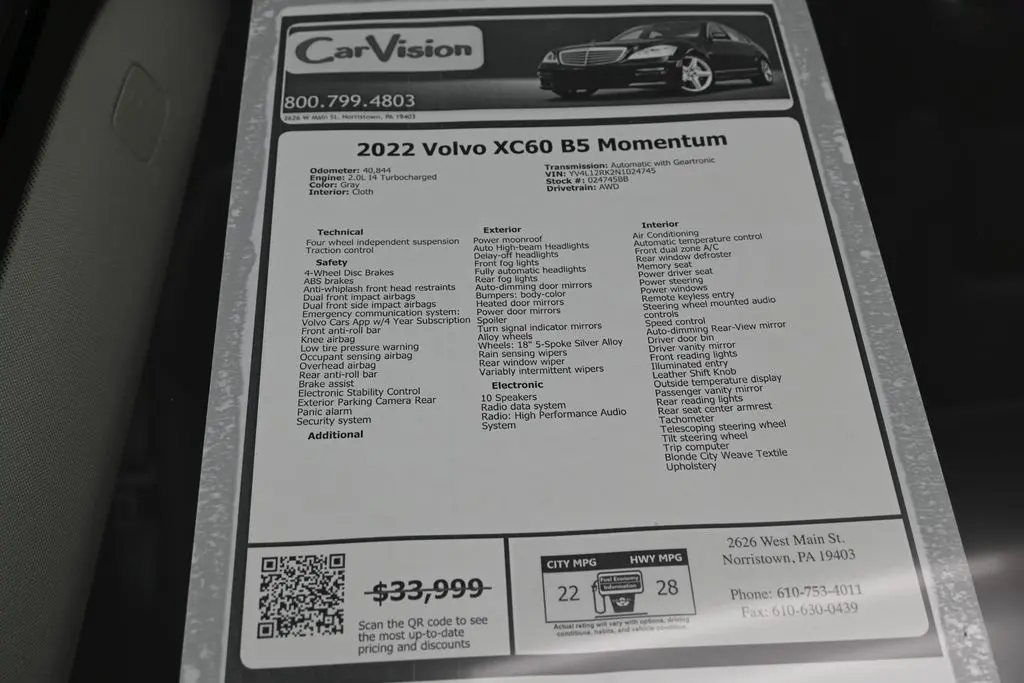 CarVision
800.799.4803
2626 W Main St. Norristown, PA 19403
2022 Volvo XC60 B5 Momentum
Odometer: 40,844
Engine: 2.0L I4 Turbocharged
Color: Gray
Interior: Cloth
Transmission: Automatic with Geartronic
VIN: YV4L12RK2N1024745
Stock #: 024745BB
Drivetrain: AWD
Technical
Four wheel independent suspension
Traction control
Safety
4-Wheel Disc Brakes
ABS brakes
Anti-whiplash front head restraints
Dual front impact airbags
Dual front side impact airbags
Emergency communication system:
Volvo Cars App w/4 Year Subscription
Front anti-roll bar
Knee airbag
Low tire pressure warning
Occupant sensing airbag
Overhead airbag
Rear anti-roll bar
Brake assist
Electronic Stability Control
Exterior Parking Camera Rear
Panic alarm
Security system
Additional
Exterior
Power moonroof
Auto High-beam Headlights
Delay-off headlights
Front fog lights
Fully automatic headlights
Rear fog lights
Auto-dimming door mirrors
Bumpers: body-color
Heated door mirrors
Power door mirrors
Spoiler
Turn signal indicator mirrors
Alloy wheels
Wheels: 18" 5-Spoke Silver Alloy
Rain sensing wipers
Rear window wiper
Variably intermittent wipers
Electronic
10 Speakers
Radio data system
Radio: High Performance Audio
System
Interior
Air Conditioning
Automatic temperature control
Front dual zone A/C
Rear window defroster
Memory seat
Power driver seat
Power steering
Power windows
Remote keyless entry
Steering wheel mounted audio
controls
Speed control
Auto-dimming Rear-View mirror
Driver door bin
Driver vanity mirror
Front reading lights
Illuminated entry
Leather Shift Knob
Outside temperature display
Passenger vanity mirror
Rear reading lights
Rear seat center armrest
Tachometer
Telescoping steering wheel
Tilt steering wheel
Trip computer
Blonde City Weave Textile
Upholstery
$33,999
Scan the QR code to see
the most up-to-date
pricing and discounts
CITY MPG
HWY MPG
22
Fuel Economy
Information
28
Actual rating will vary with options, driving
conditions, habits, and vehicle condition.
2626 West Main St.
Norristown, PA 19403
Phone: 610-753-4011
Fax: 610-630-0439